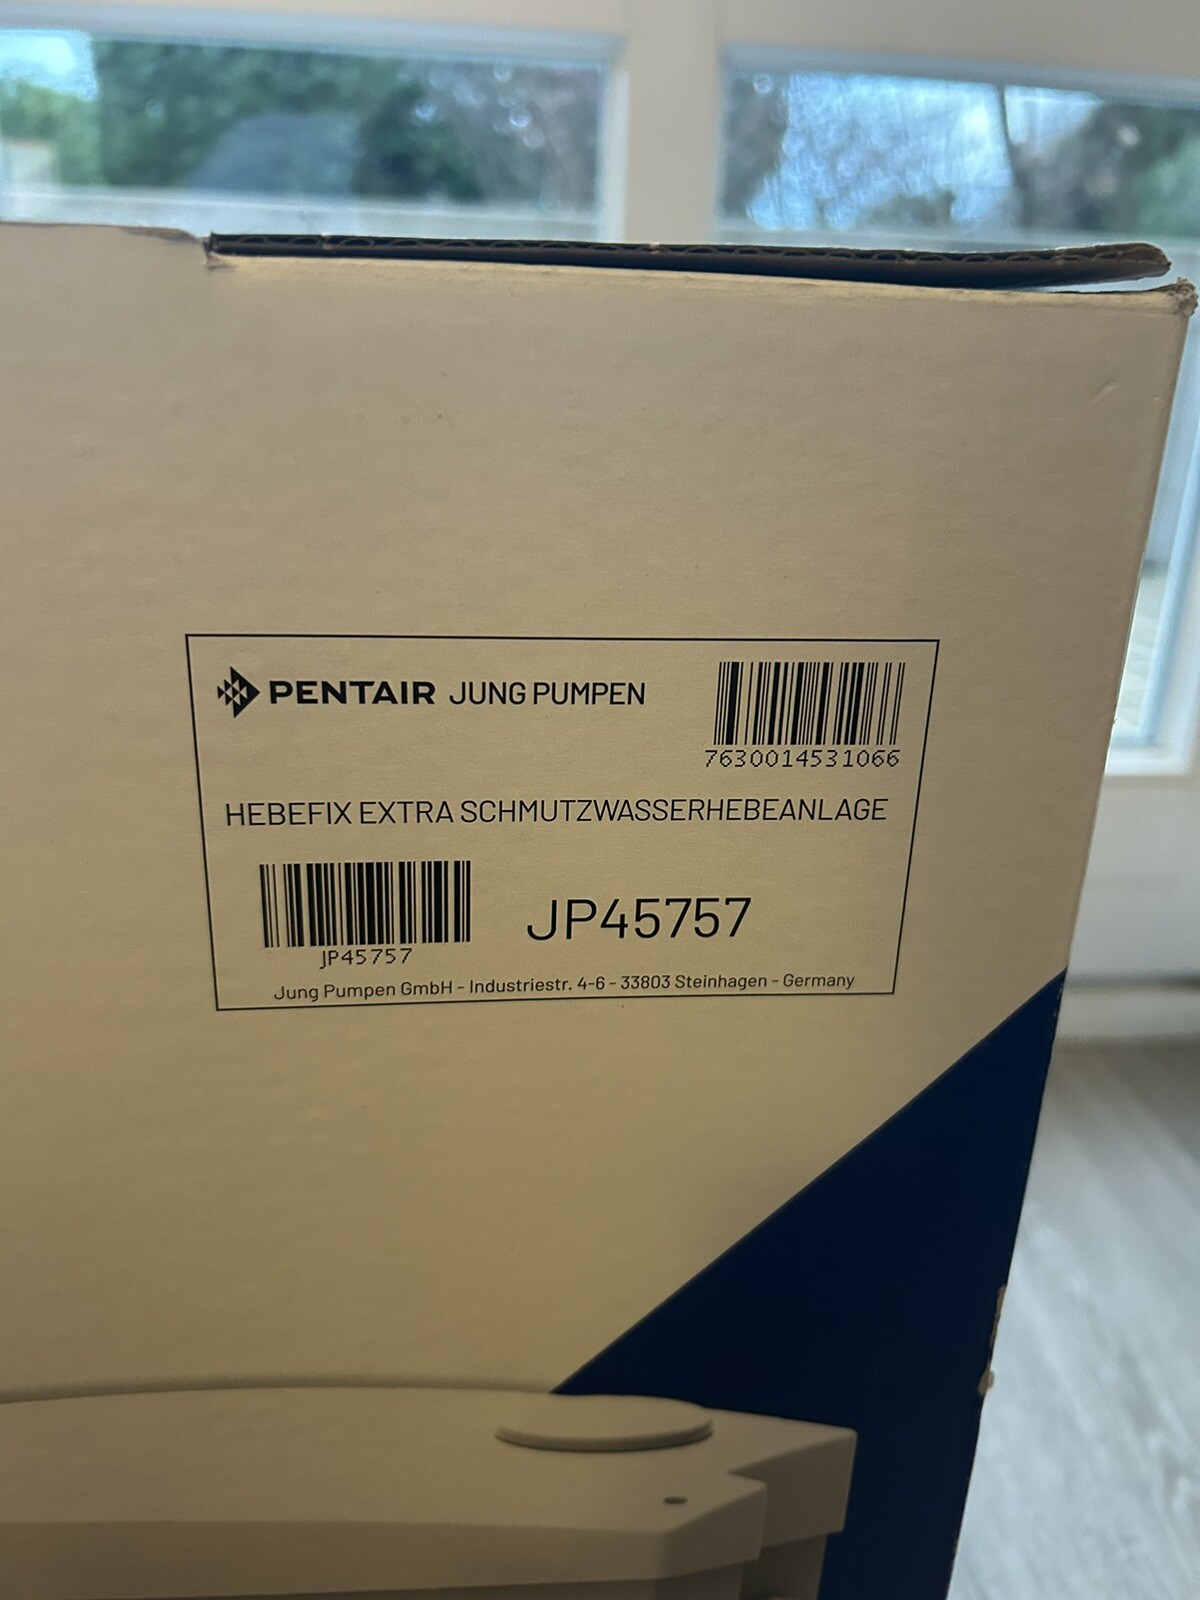 PENTAIR JUNG PUMPEN
7630014531066
HEBEFIX EXTRA SCHMUTZWASSERHEBEANLAGE
JP45757
JP45757
Jung Pumpen GmbH - Industriestr. 4-6 - 33803 Steinhagen - Germany